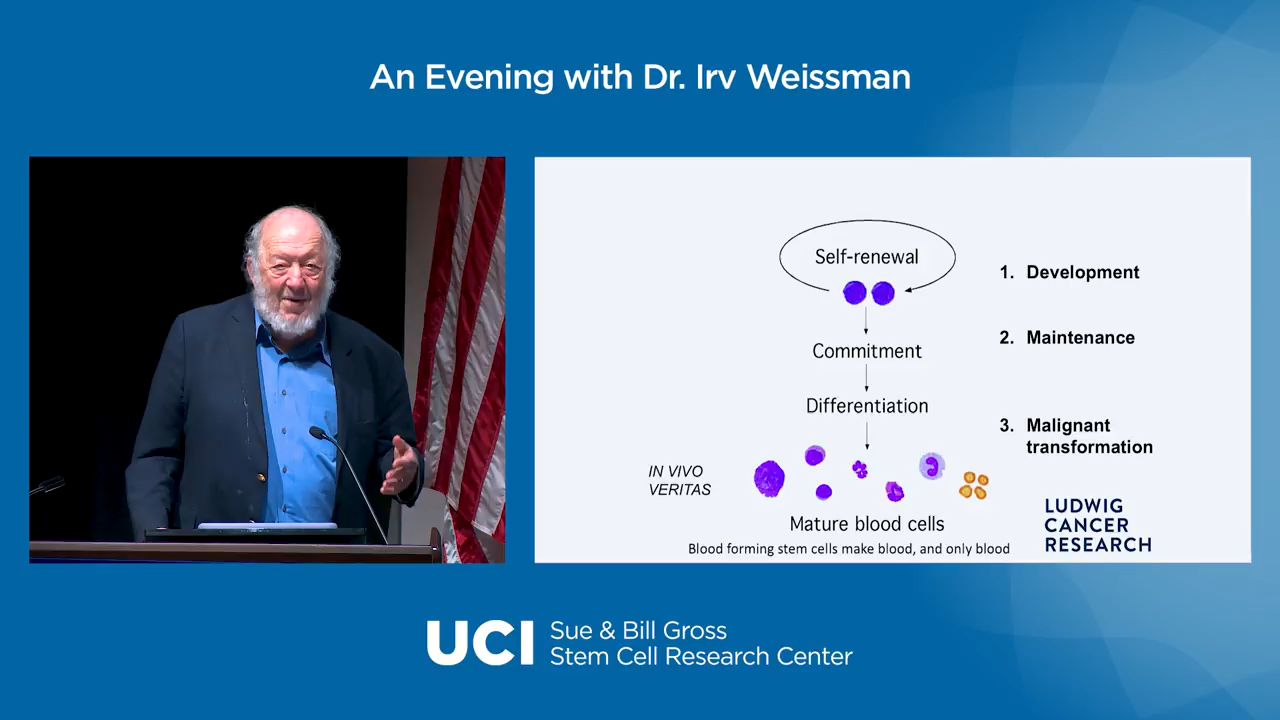 An Evening with Dr. Irv Weissman
Self-renewal
Commitment
Differentiation
IN VIVO
VERITAS
Mature blood cells
Blood forming stem cells make blood, and only blood
1. Development
2. Maintenance
3. Malignant
transformation
LUDWIG
CANCER
RESEARCH
UCI
Sue & Bill Gross
Stem Cell Research Center